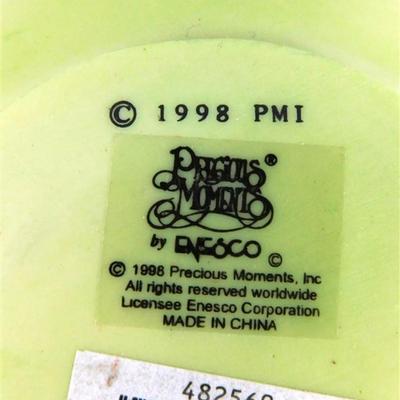 © 1998 PMI
PRECIOUS ®
MOMENTS
by ENESCO ©
© 1998 Precious Moments, Inc
All rights reserved worldwide
Licensee Enesco Corporation
MADE IN CHINA